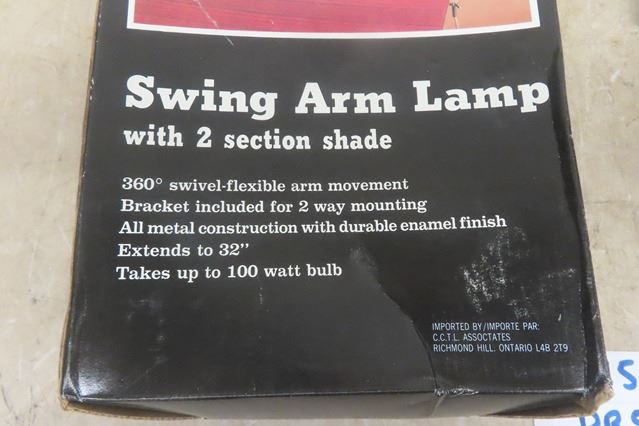 Swing Arm Lamp
with 2 section shade
360° swivel-flexible arm movement
Bracket included for 2 way mounting
All metal construction with durable enamel finish
Extends to 32”
Takes up to 100 watt bulb
IMPORTED BY/IMPORTE PAR:
C.C.T.L. ASSOCTATES
RICHMOND HILL. ONTARIO L4B 2T9